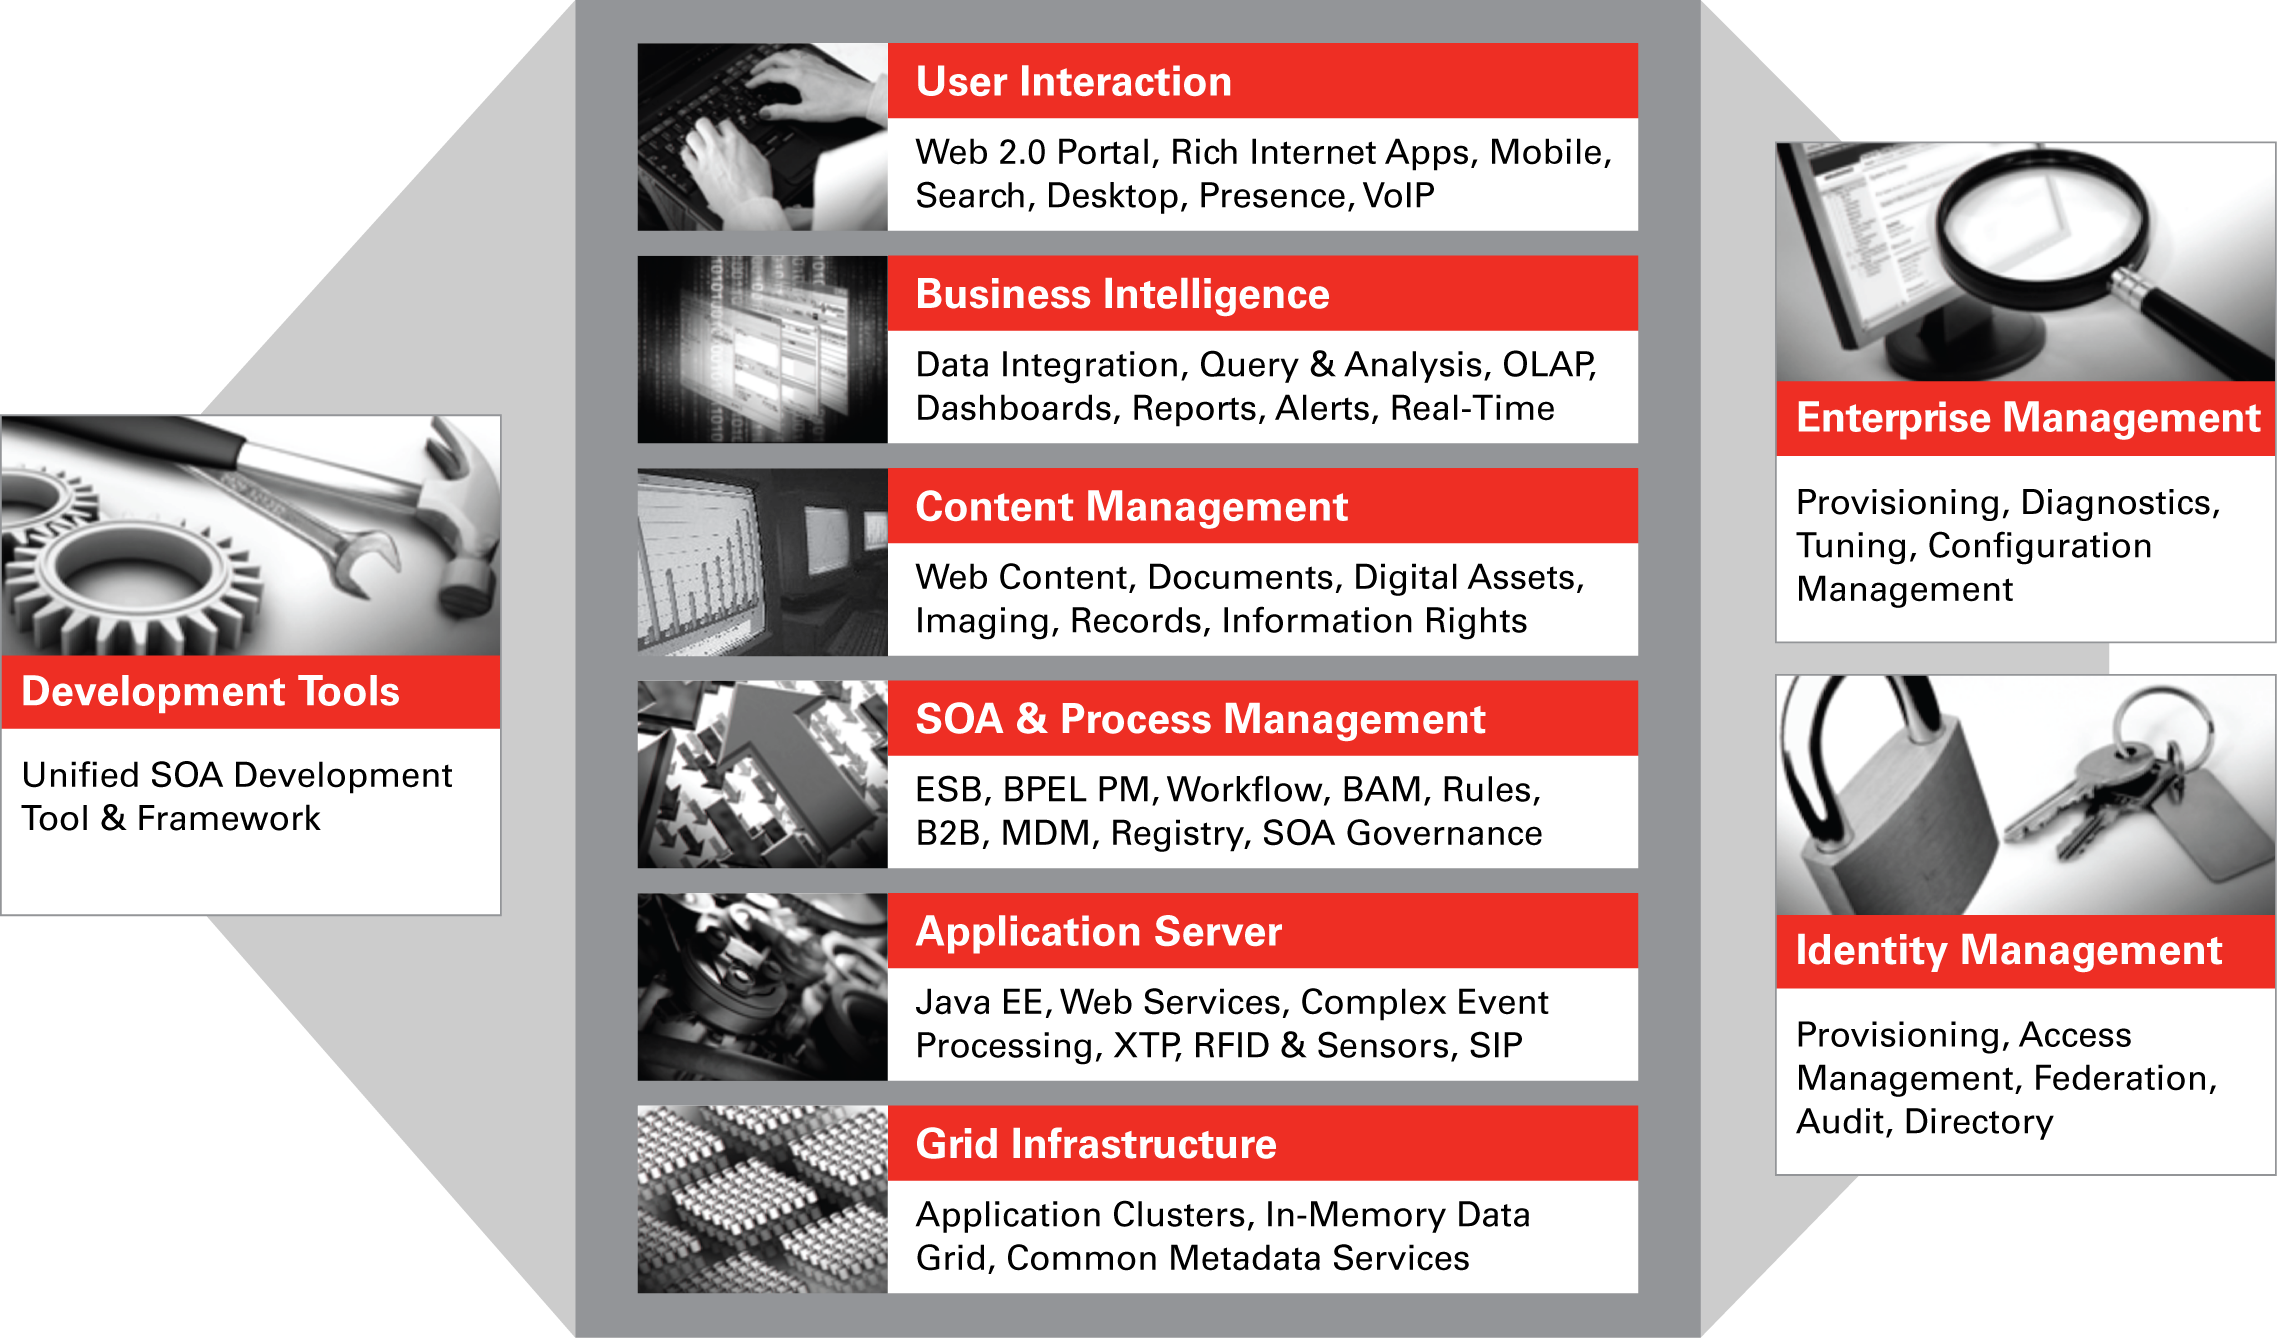 Development Tools
Unified SOA Development
Tool & Framework
User Interaction
Web 2.0 Portal, Rich Internet Apps, Mobile,
Search, Desktop, Presence, VoIP
Business Intelligence
Data Integration, Query & Analysis, OLAP,
Dashboards, Reports, Alerts, Real-Time
Content Management
Web Content, Documents, Digital Assets,
Imaging, Records, Information Rights
SOA & Process Management
ESB, BPEL PM, Workflow, BAM, Rules,
B2B, MDM, Registry, SOA Governance
Application Server
Java EE, Web Services, Complex Event
Processing, XTP, RFID & Sensors, SIP
Grid Infrastructure
Application Clusters, In-Memory Data
Grid, Common Metadata Services
Enterprise Management
Provisioning, Diagnostics,
Tuning, Configuration
Management
Identity Management
Provisioning, Access
Management, Federation,
Audit, Directory